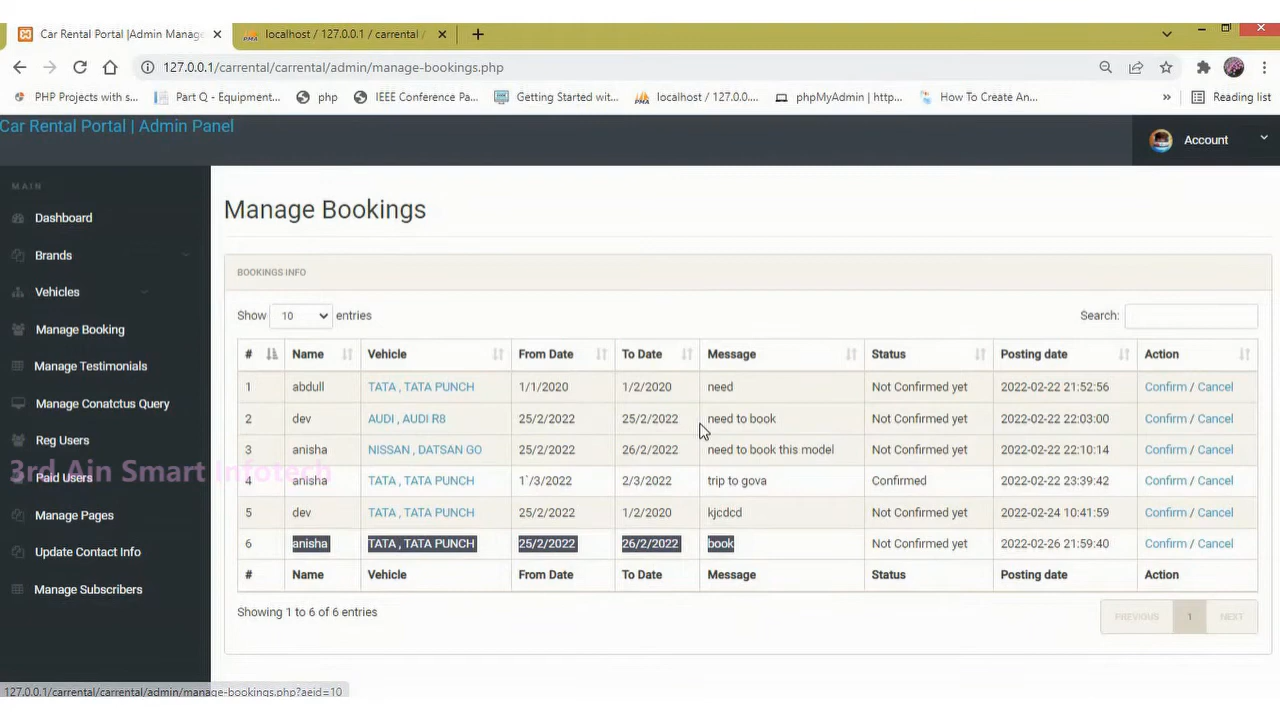 Car Rental Portal |Admin Manag
localhost / 127.0.0.1 / carrental /
127.0.0.1/carrental/carrental/admin/manage-bookings.php
PHP Projects with s... Part Q - Equipment... php IEEE Conference Pa... Getting Started wit... localhost / 127.0.0.... phpMyAdmin | http... How To Create An... » Reading list
Car Rental Portal | Admin Panel
Account
MAIN
Dashboard
Brands
Vehicles
Manage Booking
Manage Testimonials
Manage Conatctus Query
Reg Users
3rd Ain Smart Infotech
Paid Users
Manage Pages
Update Contact Info
Manage Subscribers
Manage Bookings
BOOKINGS INFO
Show 10 entries
Search:
# Name Vehicle From Date To Date Message Status Posting date Action
1 abdull TATA , TATA PUNCH 1/1/2020 1/2/2020 need Not Confirmed yet 2022-02-22 21:52:56 Confirm / Cancel
2 dev AUDI , AUDI R8 25/2/2022 25/2/2022 need to book Not Confirmed yet 2022-02-22 22:03:00 Confirm / Cancel
3 anisha NISSAN , DATSAN GO 25/2/2022 26/2/2022 need to book this model Not Confirmed yet 2022-02-22 22:10:14 Confirm / Cancel
4 anisha TATA , TATA PUNCH 1`/3/2022 2/3/2022 trip to gova Confirmed 2022-02-22 23:39:42 Confirm / Cancel
5 dev TATA , TATA PUNCH 25/2/2022 1/2/2020 kjcdcd Not Confirmed yet 2022-02-24 10:41:59 Confirm / Cancel
6 anisha TATA , TATA PUNCH 25/2/2022 26/2/2022 book Not Confirmed yet 2022-02-26 21:59:40 Confirm / Cancel
# Name Vehicle From Date To Date Message Status Posting date Action
Showing 1 to 6 of 6 entries
PREVIOUS 1 NEXT
127.0.0.1/carrental/carrental/admin/manage-bookings.php?aeid=10